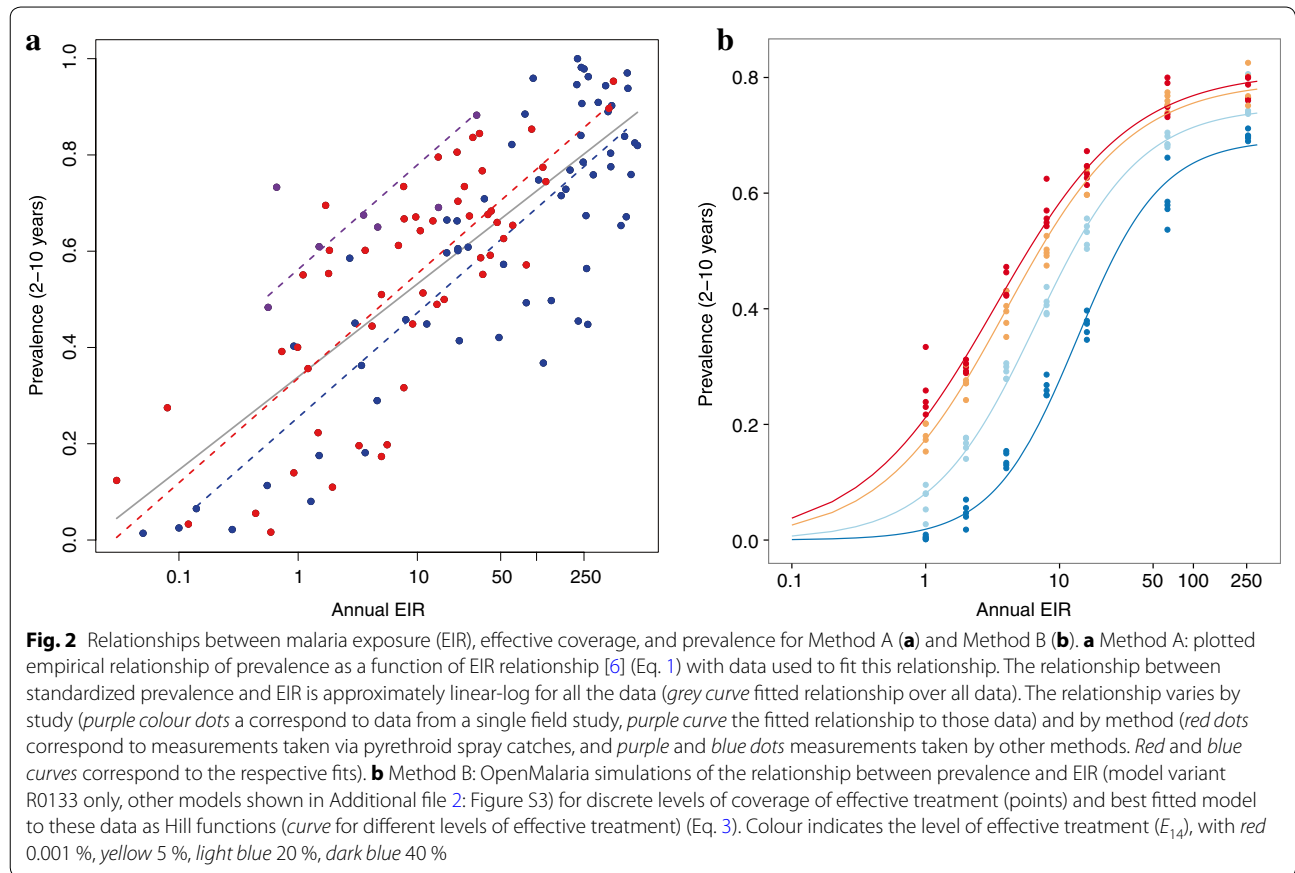 a
1.0
0.8
0.6
0.4
0.2
0.0
Prevalence (2−10 years)
0.1 1 10 50 250
Annual EIR
b
0.8
0.6
0.4
0.2
0.0
Prevalence (2−10 years)
0.1 1 10 50 100 250
Annual EIR
Fig. 2 Relationships between malaria exposure (EIR), effective coverage, and prevalence for Method A (a) and Method B (b). a Method A: plotted
empirical relationship of prevalence as a function of EIR relationship [6] (Eq. 1) with data used to fit this relationship. The relationship between
standardized prevalence and EIR is approximately linear-log for all the data (grey curve fitted relationship over all data). The relationship varies by
study (purple colour dots a correspond to data from a single field study, purple curve the fitted relationship to those data) and by method (red dots
correspond to measurements taken via pyrethroid spray catches, and purple and blue dots measurements taken by other methods. Red and blue
curves correspond to the respective fits). b Method B: OpenMalaria simulations of the relationship between prevalence and EIR (model variant
R0133 only, other models shown in Additional file 2: Figure S3) for discrete levels of coverage of effective treatment (points) and best fitted model
to these data as Hill functions (curve for different levels of effective treatment) (Eq. 3). Colour indicates the level of effective treatment (E14), with red
0.001 %, yellow 5 %, light blue 20 %, dark blue 40 %